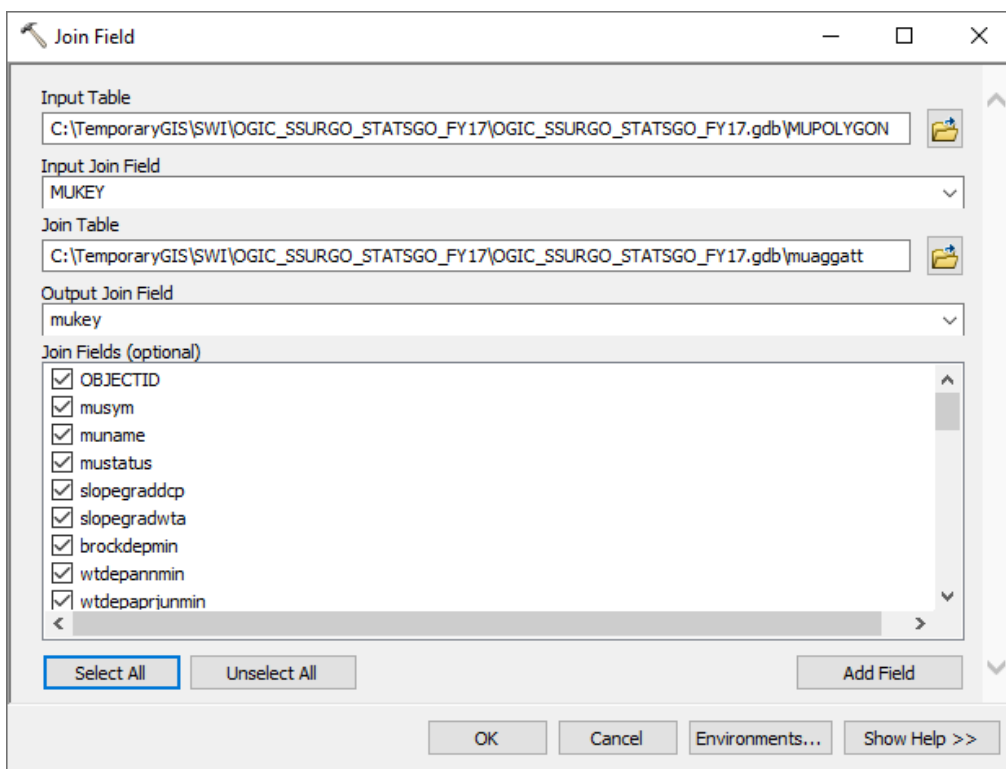 Join Field
Input Table
C:\TemporaryGIS\SWI\OGIC_SSURGO_STATSGO_FY17\OGIC_SSURGO_STATSGO_FY17.gdb\MUPOLYGON
Input Join Field
MUKEY
Join Table
C:\TemporaryGIS\SWI\OGIC_SSURGO_STATSGO_FY17\OGIC_SSURGO_STATSGO_FY17.gdb\muaggatt
Output Join Field
mukey
Join Fields (optional)
OBJECTID
musym
muname
mustatus
slopegraddcp
slopegradwta
brockdepmin
wtdepannmin
wtdepaprjunmin
Select All Unselect All Add Field
OK Cancel Environments... Show Help >>